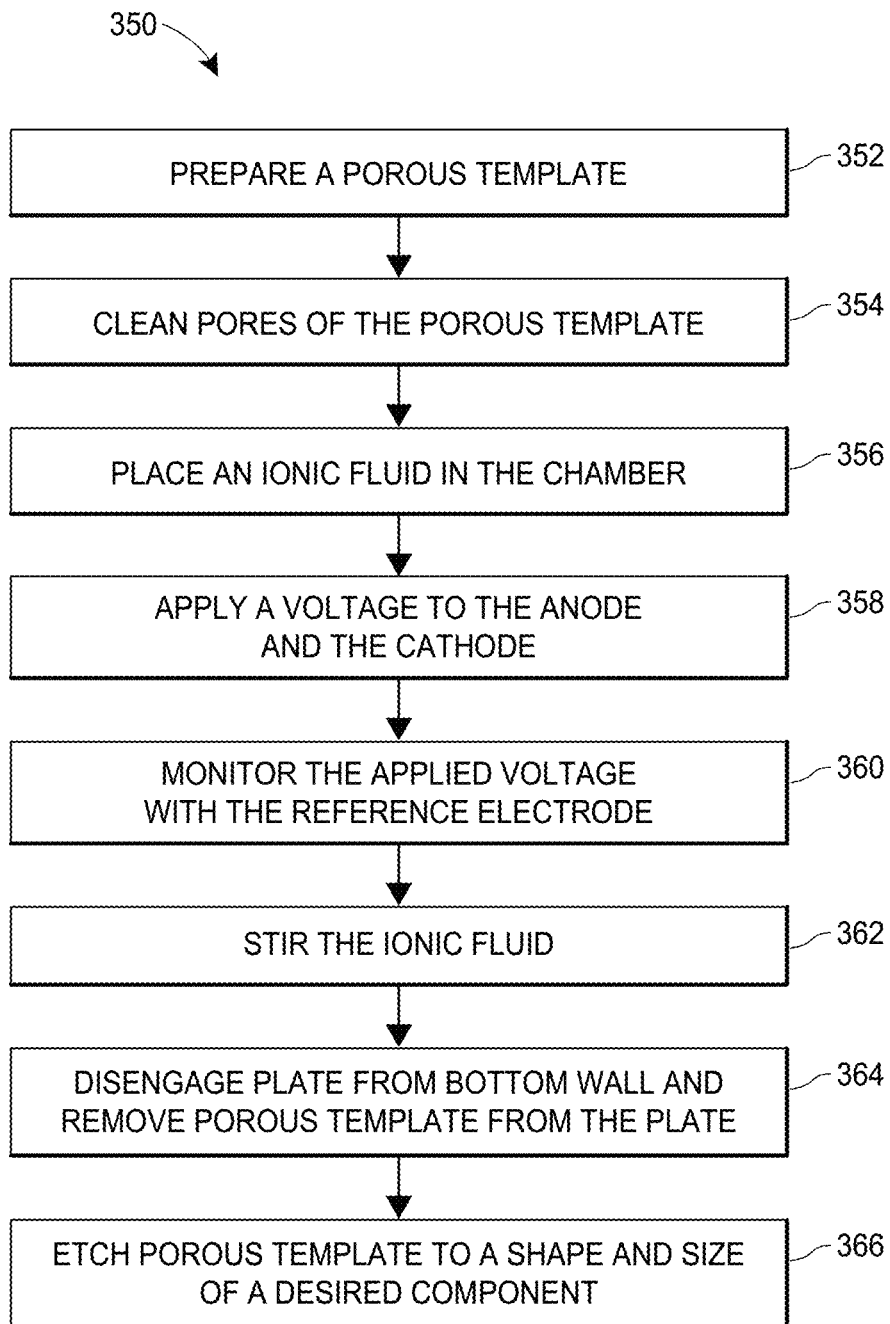 350
PREPARE A POROUS TEMPLATE
352
CLEAN PORES OF THE POROUS TEMPLATE
354
PLACE AN IONIC FLUID IN THE CHAMBER
356
APPLY A VOLTAGE TO THE ANODE
AND THE CATHODE
358
MONITOR THE APPLIED VOLTAGE
WITH THE REFERENCE ELECTRODE
360
STIR THE IONIC FLUID
362
DISENGAGE PLATE FROM BOTTOM WALL AND
REMOVE POROUS TEMPLATE FROM THE PLATE
364
ETCH POROUS TEMPLATE TO A SHAPE AND SIZE
OF A DESIRED COMPONENT
366